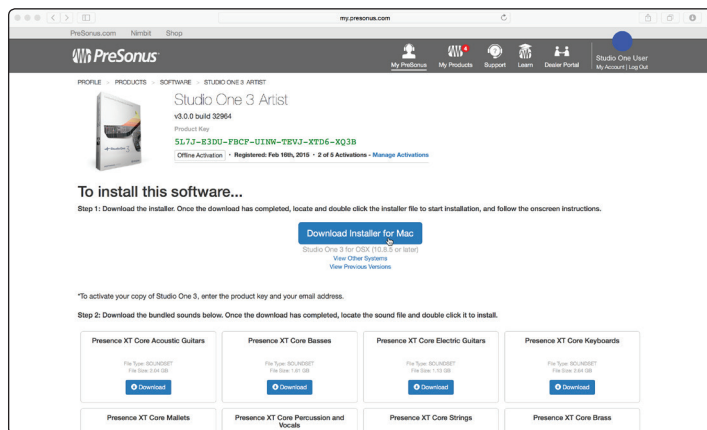 my.presonus.com
PreSonus.com Nimbit Shop
PreSonus
4
My PreSonus My Products Support Learn Dealer Portal
Studio One User
My Account | Log Out
PROFILE > PRODUCTS > SOFTWARE > STUDIO ONE 3 ARTIST
Studio One 3 Artist
v3.0.0 build 32964
Product Key
5L7J-E3DU-FBCF-UINW-TEVJ-XTD6-XQ3B
Offline Activation • Registered: Feb 16th, 2015 • 2 of 5 Activations - Manage Activations
To install this software...
Step 1: Download the installer. Once the download has completed, locate and double click the installer file to start installation, and follow the onscreen instructions.
Download Installer for Mac
Studio One 3 for OSX (10.8.5 or later)
View Other Systems
View Previous Versions
*To activate your copy of Studio One 3, enter the product key and your email address.
Step 2: Download the bundled sounds below. Once the download has completed, locate the sound file and double click it to install.
Presence XT Core Acoustic Guitars Presence XT Core Basses Presence XT Core Electric Guitars Presence XT Core Keyboards
File Type: SOUNDSET File Type: SOUNDSET File Type: SOUNDSET File Type: SOUNDSET
File Size: File Size: File Size: File Size:
Download Download Download Download
Presence XT Core Mallets Presence XT Core Percussion and Vocals Presence XT Core Strings Presence XT Core Brass